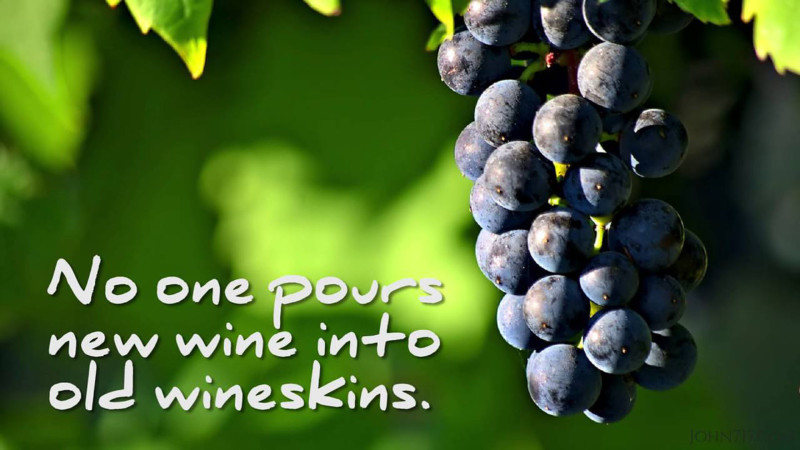 No one pours
new wine into
old wineskins.